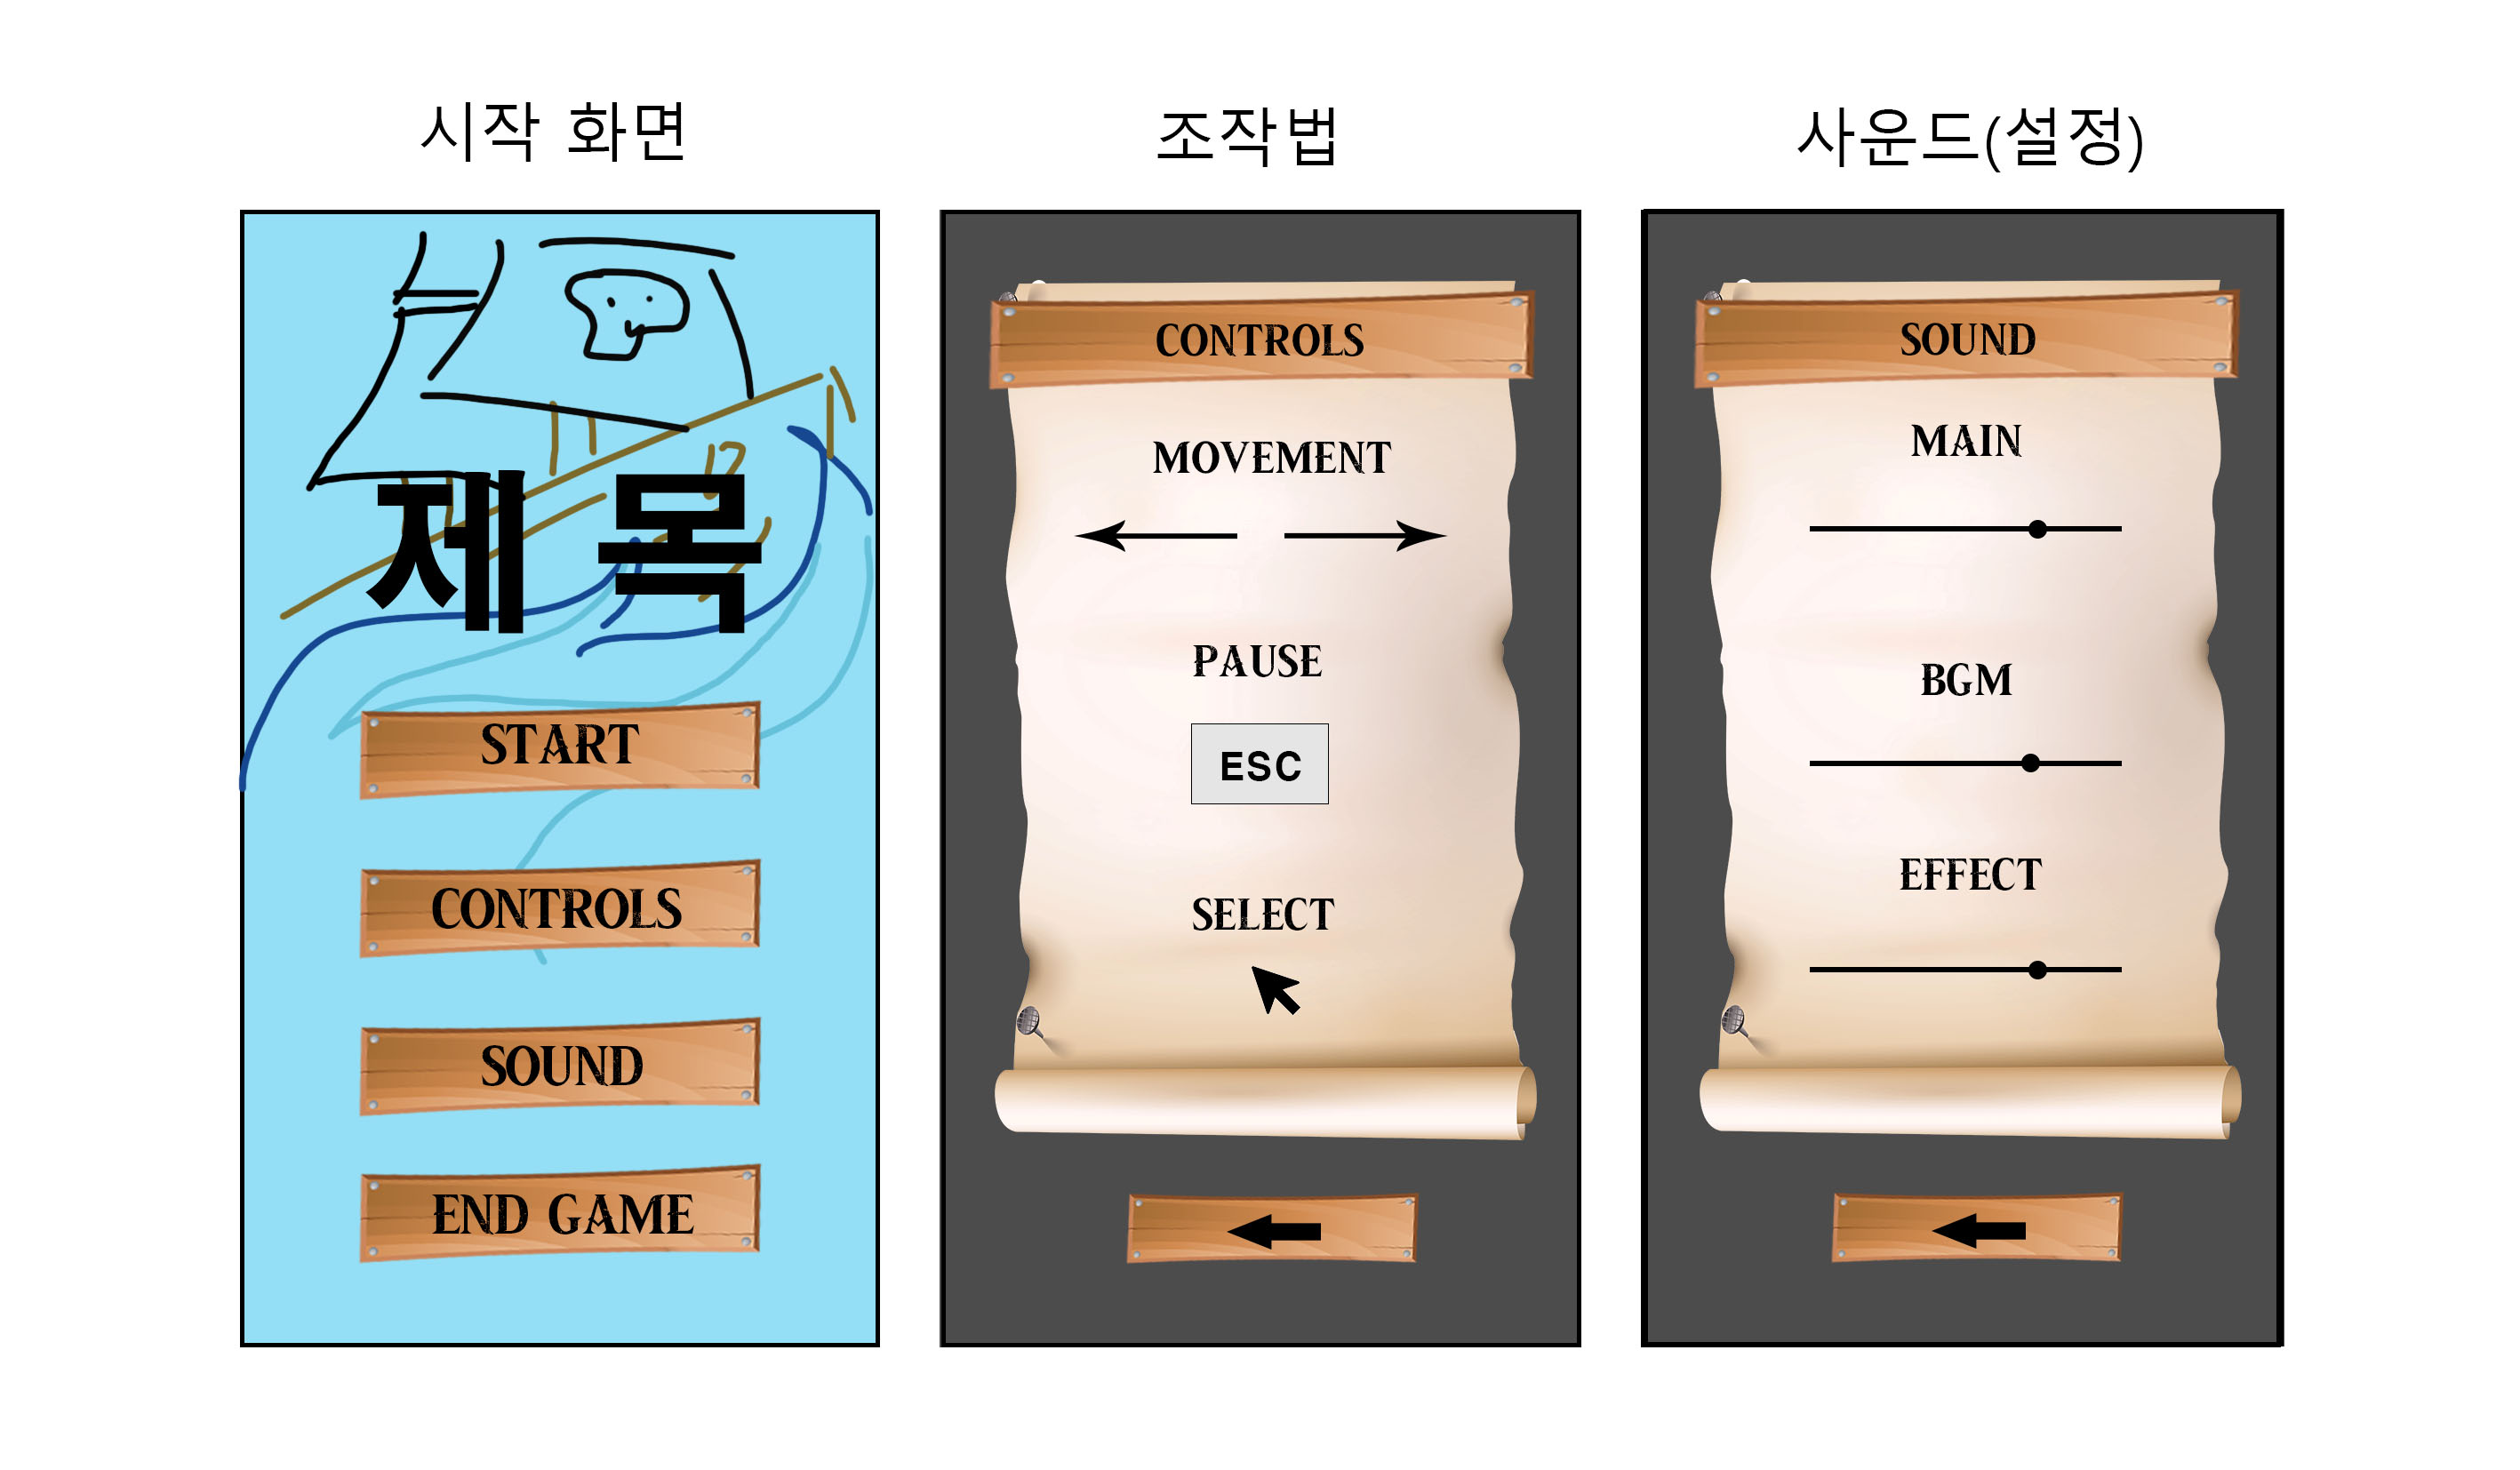 시작 화면
제 목
START
CONTROLS
SOUND
END GAME
조작법
CONTROLS
MOVEMENT
PAUSE
ESC
SELECT
사운드(설정)
SOUND
MAIN
BGM
EFFECT